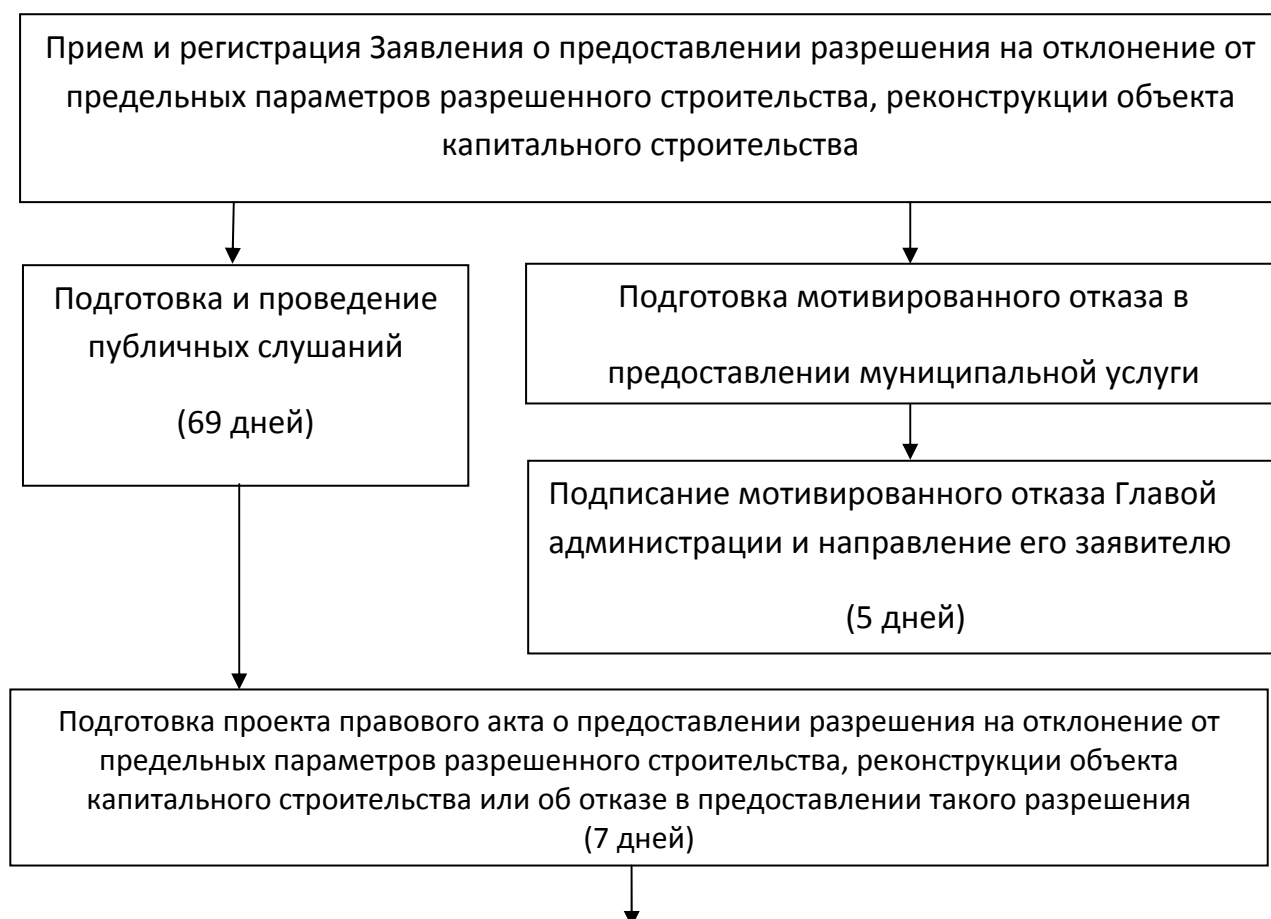 Прием и регистрация Заявления о предоставлении разрешения на отклонение от
предельных параметров разрешенного строительства, реконструкции объекта
капитального строительства
Подготовка и проведение
публичных слушаний
(69 дней)
Подготовка мотивированного отказа в
предоставлении муниципальной услуги
Подписание мотивированного отказа Главой
администрации и направление его заявителю
(5 дней)
Подготовка проекта правового акта о предоставлении разрешения на отклонение от
предельных параметров разрешенного строительства, реконструкции объекта
капитального строительства или об отказе в предоставлении такого разрешения
(7 дней)